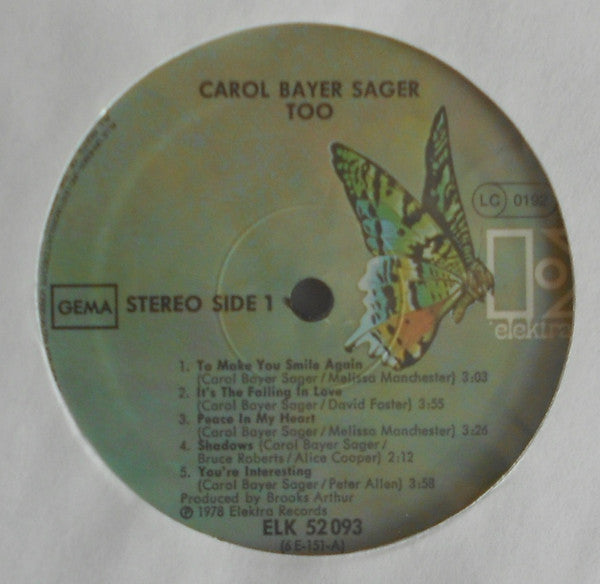 CAROL BAYER SAGER
TOO
LC 0192
elektra
GEMA
STEREO SIDE 1
1. To Make You Smile Again
(Carol Bayer Sager/Melissa Manchester) 3:03
2. It's The Falling In Love
(Carol Bayer Sager/David Foster) 3:55
3. Peace In My Heart
(Carol Bayer Sager/Melissa Manchester) 3:26
4. Shadows (Carol Bayer Sager/
Bruce Roberts/Alice Cooper) 2:12
5. You're Interesting
(Carol Bayer Sager/Peter Allen) 3:58
Produced by Brooks Arthur
℗ 1978 Elektra Records
ELK 52 093
(6 E-151-A)